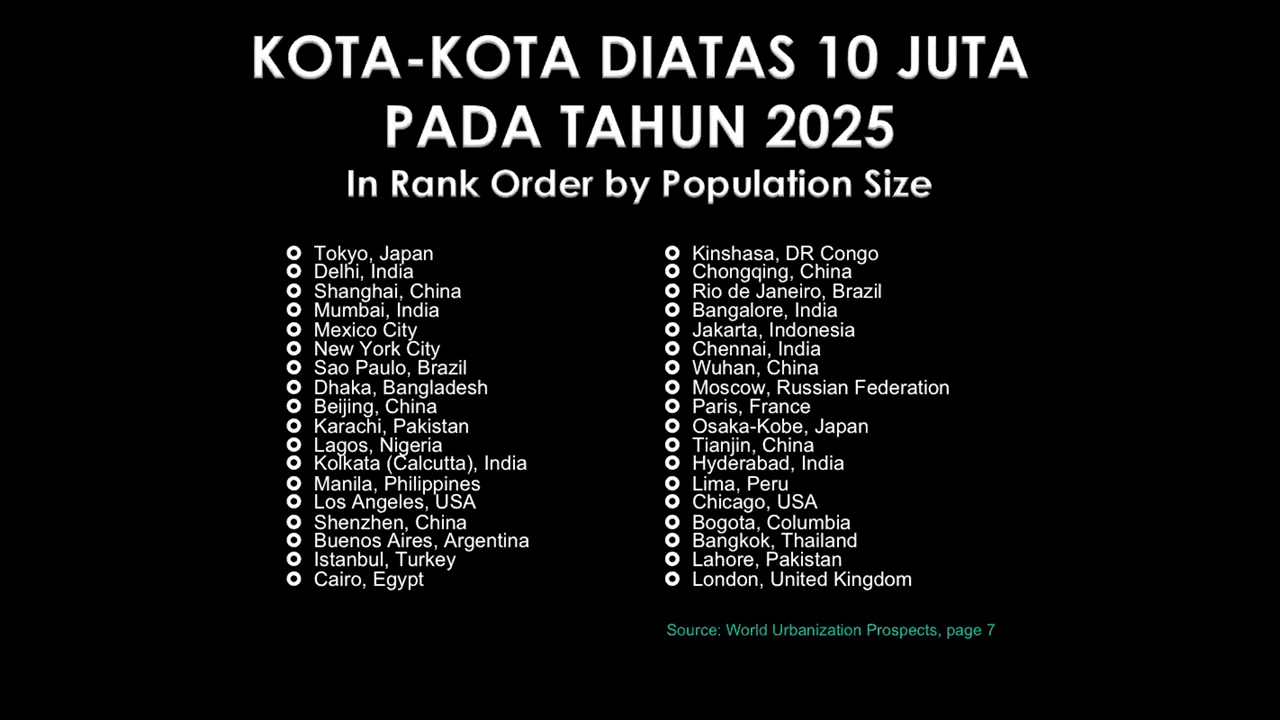 KOTA-KOTA DIATAS 10 JUTA
PADA TAHUN 2025
In Rank Order by Population Size
Tokyo, Japan
Delhi, India
Shanghai, China
Mumbai, India
Mexico City
New York City
Sao Paulo, Brazil
Dhaka, Bangladesh
Beijing, China
Karachi, Pakistan
Lagos, Nigeria
Kolkata (Calcutta), India
Manila, Philippines
Los Angeles, USA
Shenzhen, China
Buenos Aires, Argentina
Istanbul, Turkey
Cairo, Egypt
Kinshasa, DR Congo
Chongqing, China
Rio de Janeiro, Brazil
Bangalore, India
Jakarta, Indonesia
Chennai, India
Wuhan, China
Moscow, Russian Federation
Paris, France
Osaka-Kobe, Japan
Tianjin, China
Hyderabad, India
Lima, Peru
Chicago, USA
Bogota, Columbia
Bangkok, Thailand
Lahore, Pakistan
London, United Kingdom
Source: World Urbanization Prospects, page 7